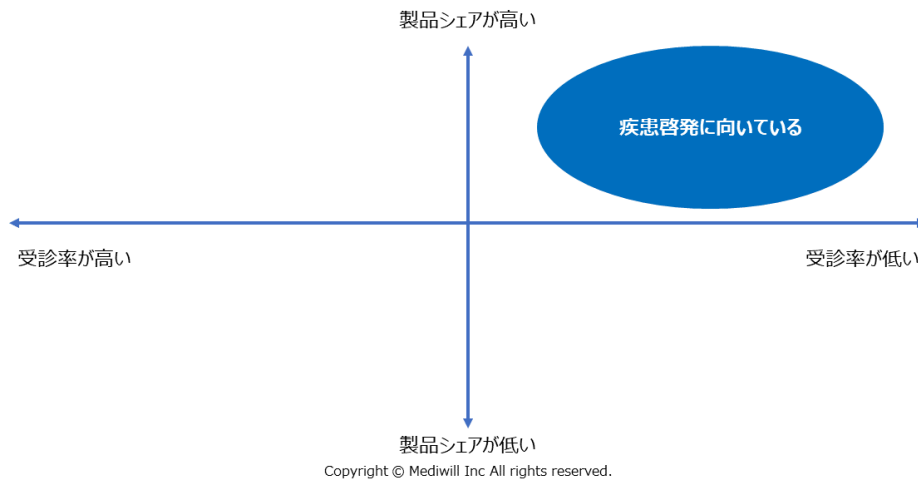 製品シェアが高い
疾患啓発に向いている
受診率が高い
受診率が低い
製品シェアが低い
Copyright © Mediwill Inc All rights reserved.